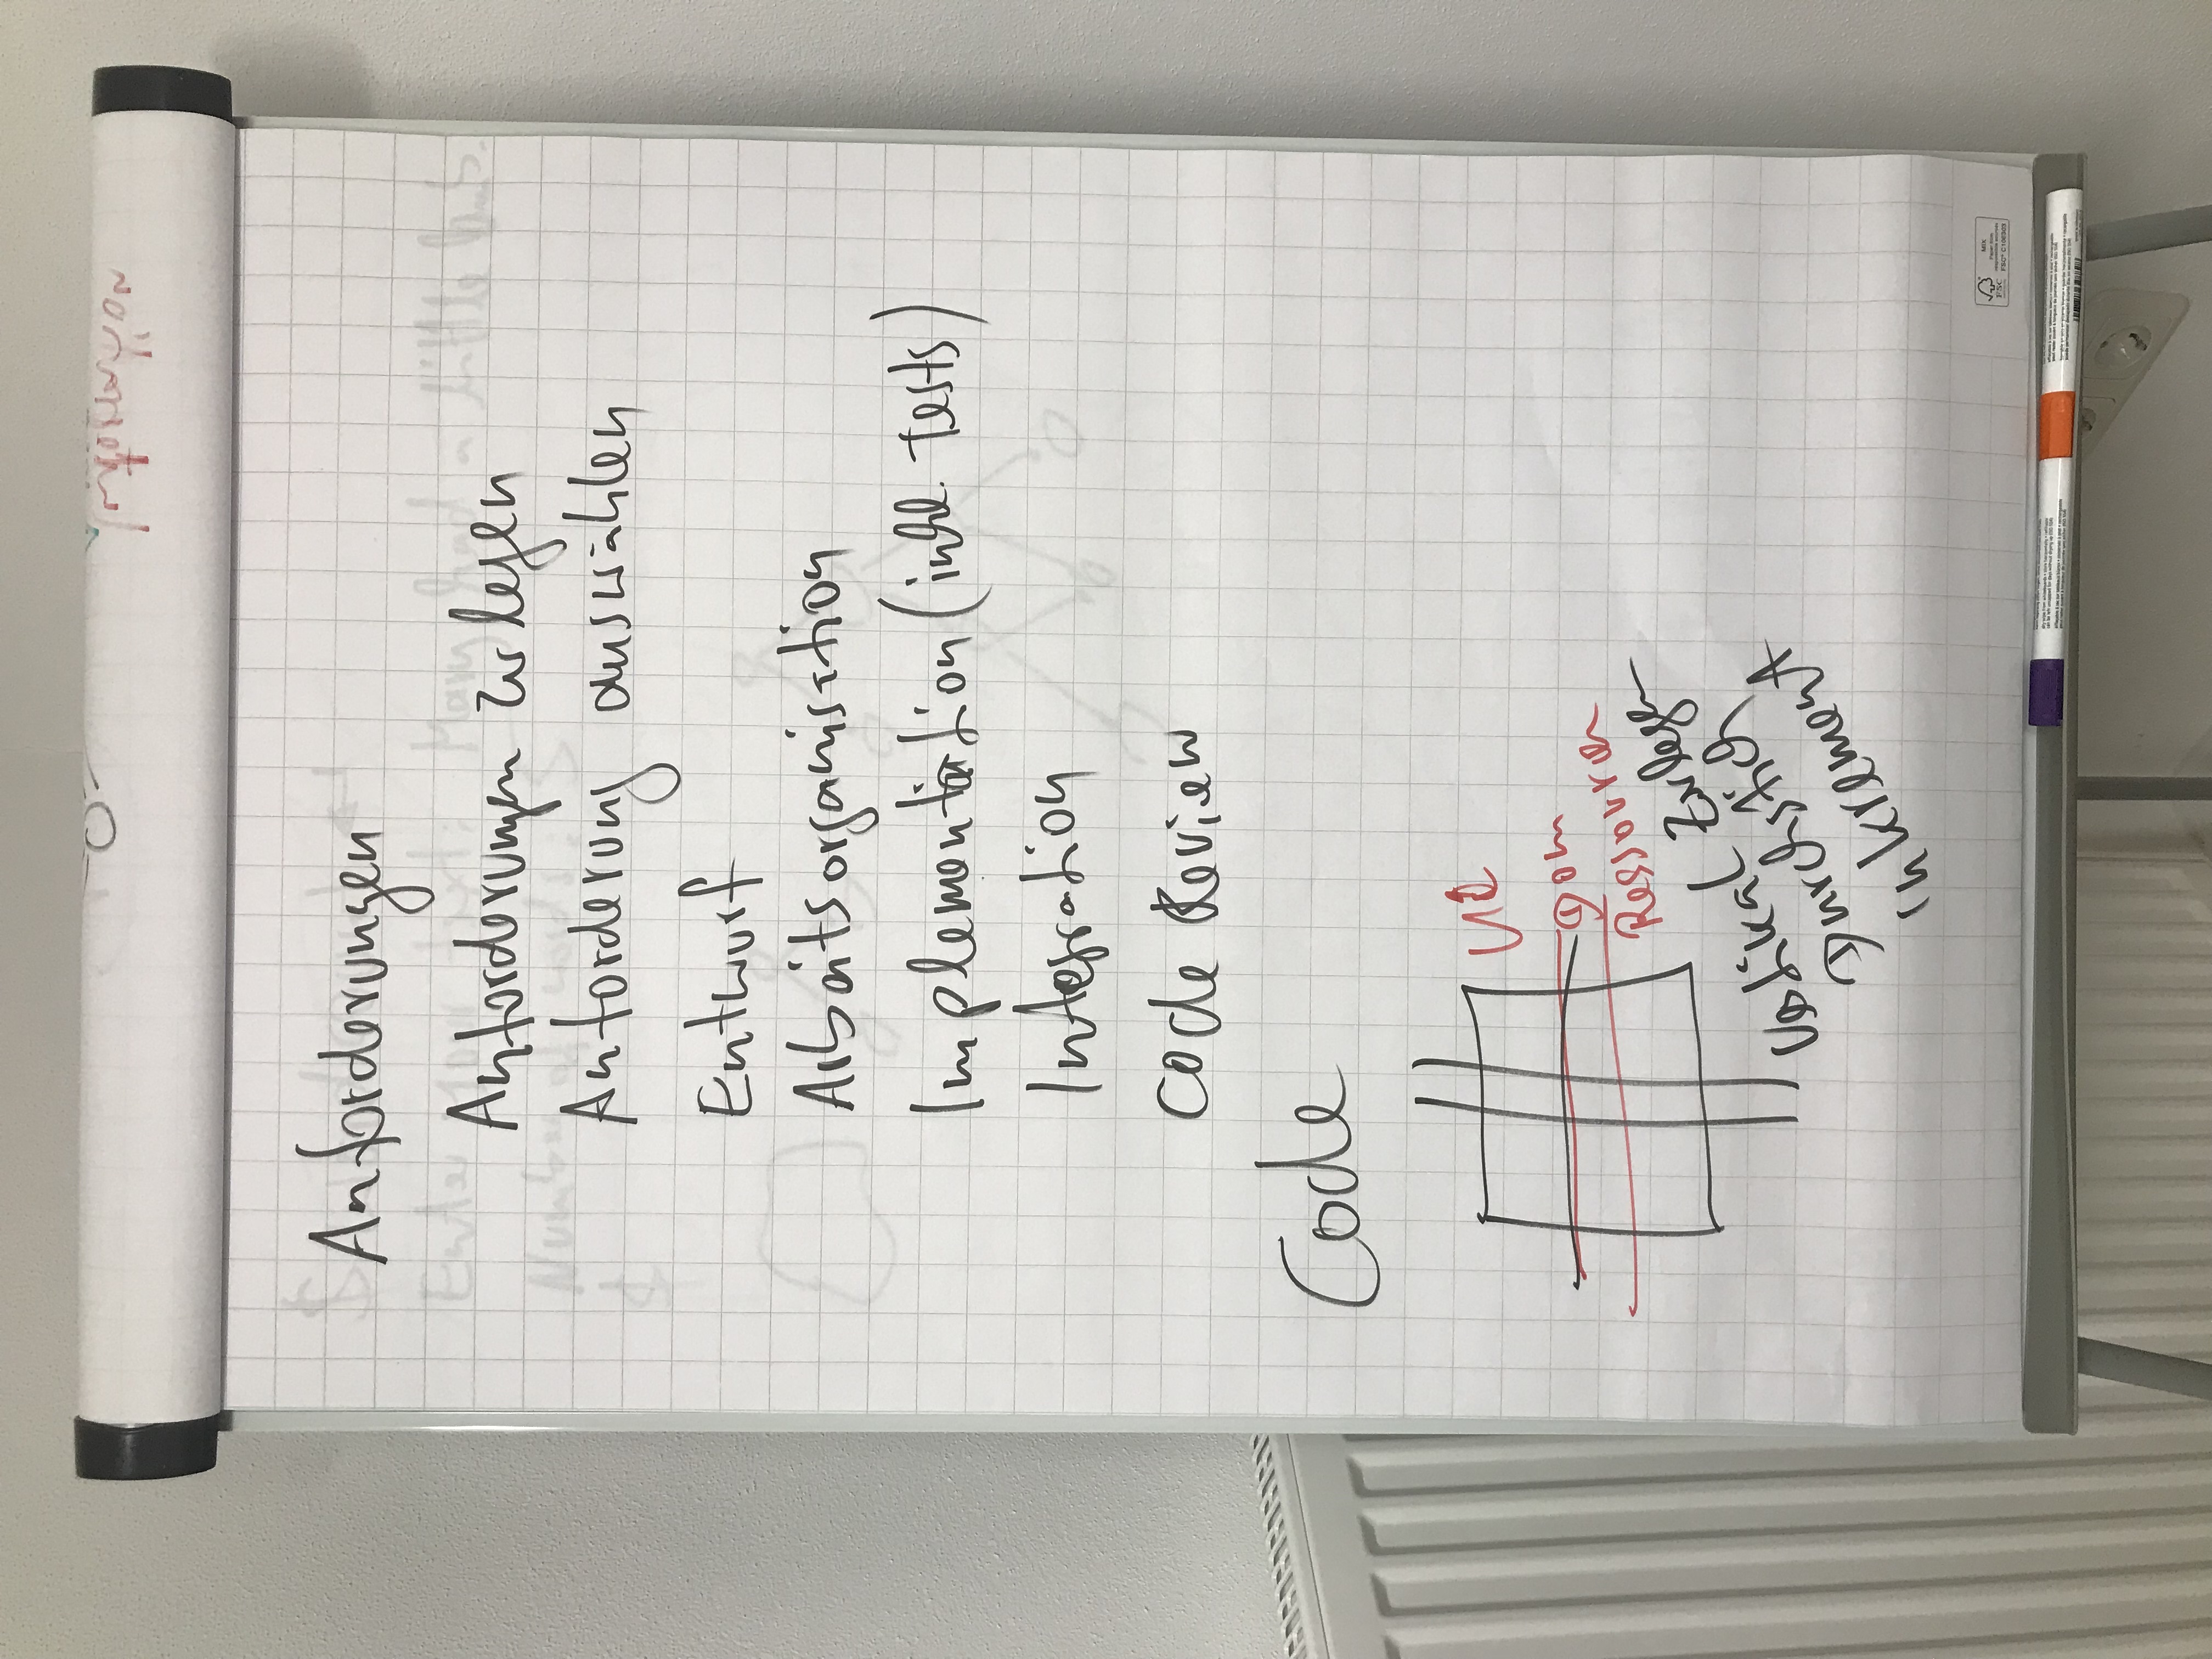 Anforderungen
Anforderungen zerlegen
Anforderung auswählen
Entwurf
Arbeitsorganisation
Implementation (inkl. Tests)
Integration
Code Review
Code
UI
Dom
Ressourcen
Vertikal Zerlegen
Durchstich
Inkrement
MIX
FSC
FSC® C106303